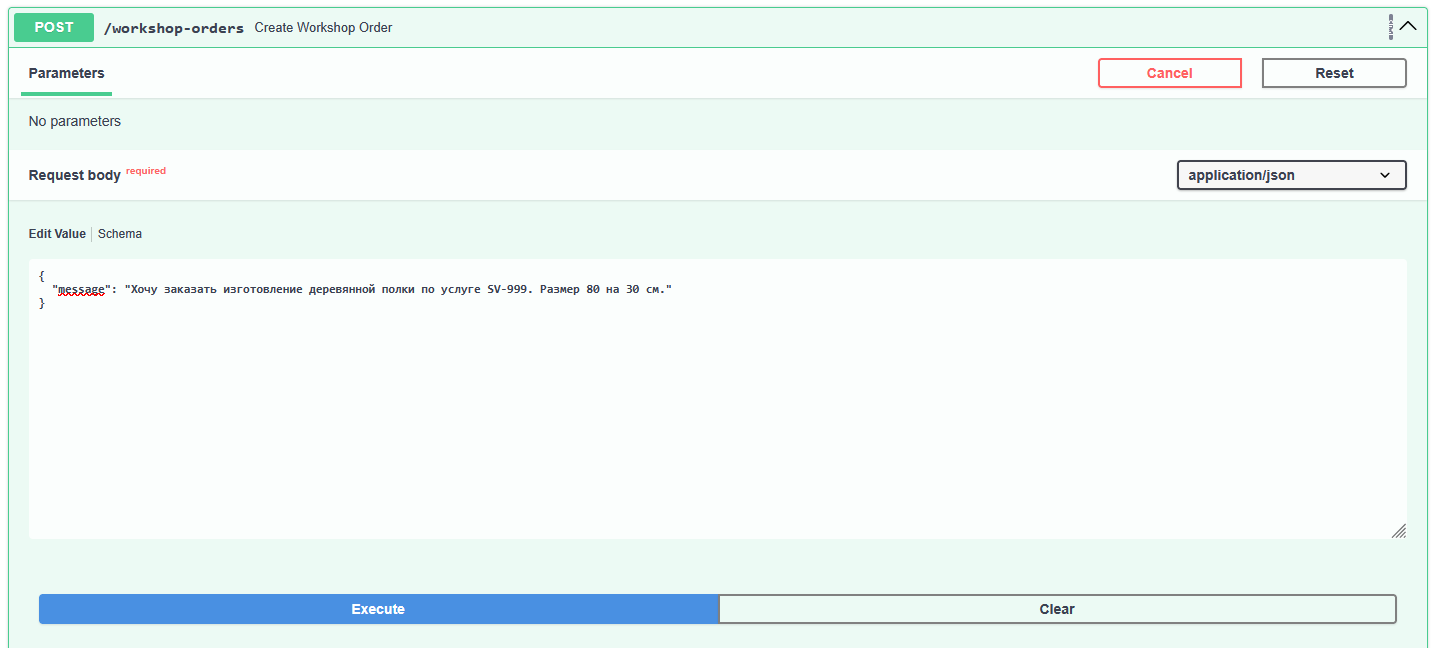 POST /workshop-orders Create Workshop Order
Parameters
Cancel
Reset
No parameters
Request body required
application/json
Edit Value Schema
{
"message": "Хочу заказать изготовление деревянной полки по услуге SV-999. Размер 80 на 30 см."
}
Execute
Clear